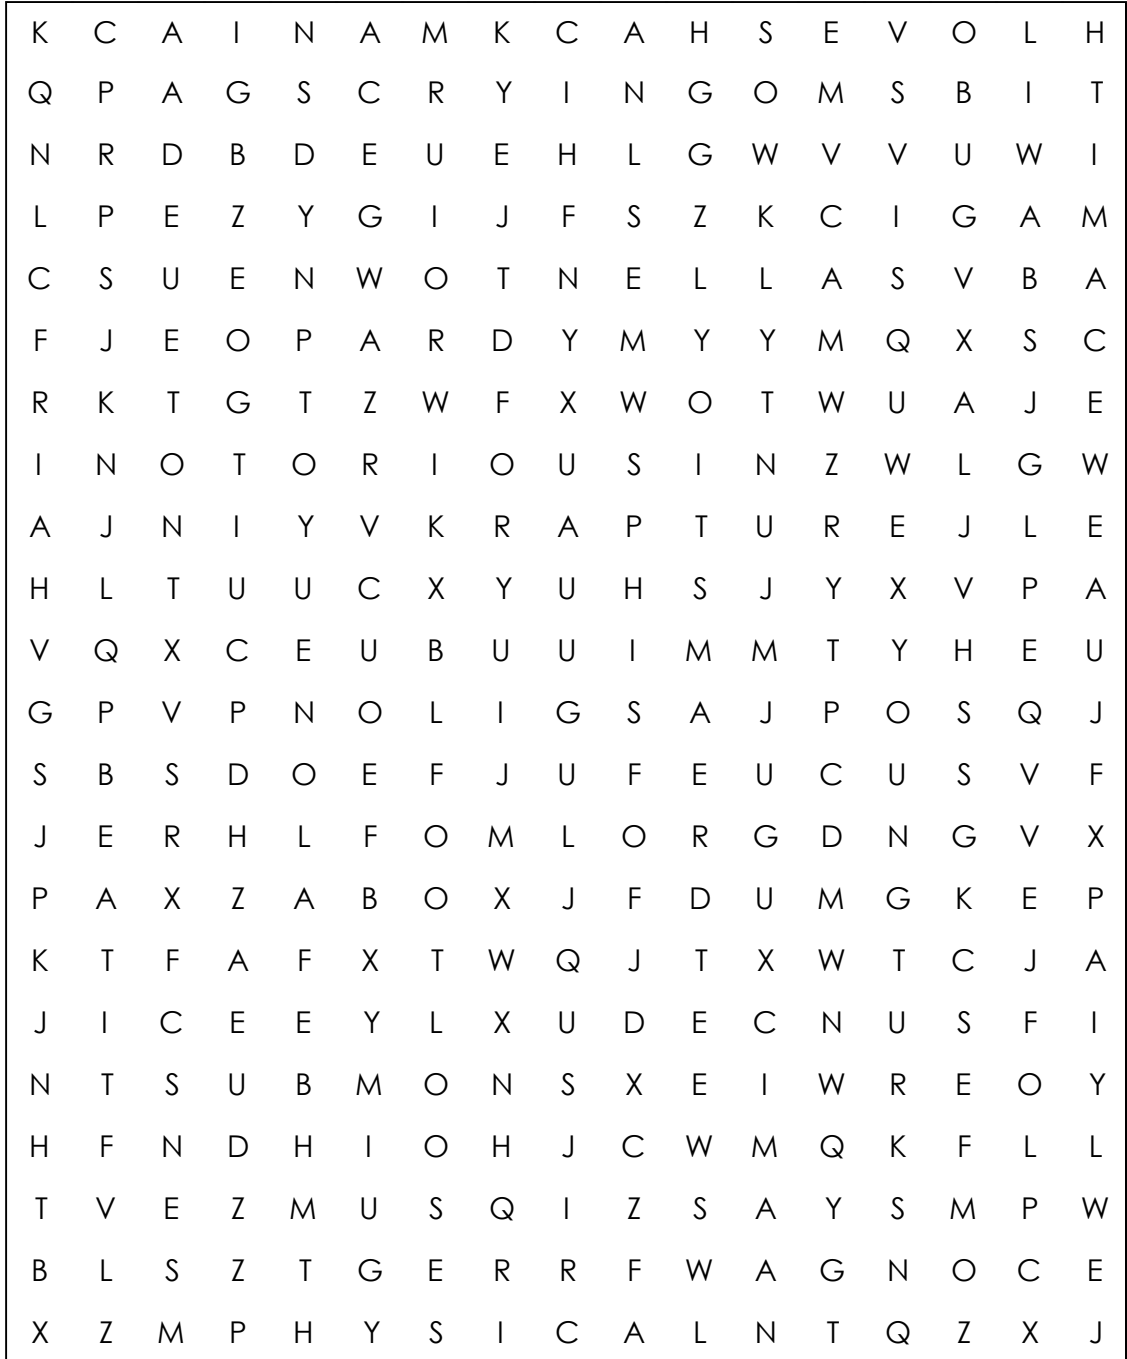 K C A I N A M K C A H S E V O L H
Q P A G S C R Y I N G O M S B I T
N R D B D E U E H L G W V V U W I
L P E Z Y G I J F S Z K C I G A M
C S U E N W O T N E L L A S V B A
F J E O P A R D Y M Y Y M Q X S C
R K T G T Z W F X W O T W U A J E
I N O T O R I O U S I N Z W L G W
A J N I Y V K R A P T U R E J L E
H L T U U C X Y U H S J Y X V P A
V Q X C E U B U U I M M T Y H E U
G P V P N O L I G S A J P O S Q J
S B S D O E F J U F E U C U S V F
J E R H L F O M L O R G D N G V X
P A X Z A B O X J F D U M G K E P
K T F A F X T W Q J T X W T C J A
J I C E E Y L X U D E C N U S F I
N T S U B M O N S X E I W R E O Y
H F N D H I O H J C W M Q K F L L
T V E Z M U S Q I Z S A Y S M P W
B L S Z T G E R R F W A G N O C E
X Z M P H Y S I C A L N T Q Z X J